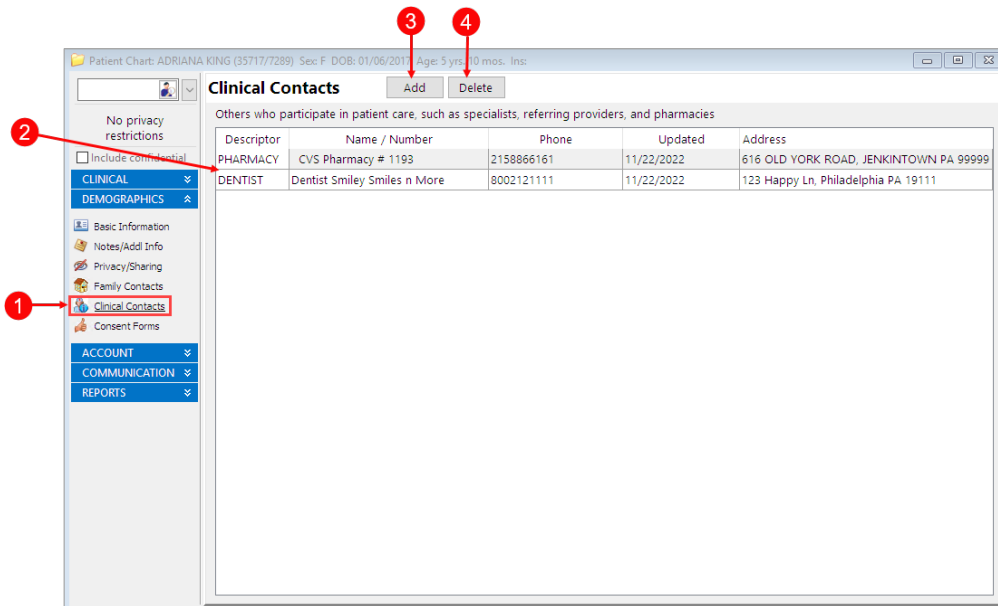 3 4
Patient Chart: ADRIANA KING (35717/7289) Sex: F DOB: 01/06/2017 Age: 5 yrs. 10 mos. Ins:
Clinical Contacts Add Delete
No privacy
restrictions
Others who participate in patient care, such as specialists, referring providers, and pharmacies
2
Include confidential
Descriptor Name / Number Phone Updated Address
PHARMACY CVS Pharmacy # 1193 2158866161 11/22/2022 616 OLD YORK ROAD, JENKINTOWN PA 99999
DENTIST Dentist Smiley Smiles n More 8002121111 11/22/2022 123 Happy Ln, Philadelphia PA 19111
CLINICAL
DEMOGRAPHICS
Basic Information
Notes/Addl Info
Privacy/Sharing
Family Contacts
1 Clinical Contacts
Consent Forms
ACCOUNT
COMMUNICATION
REPORTS